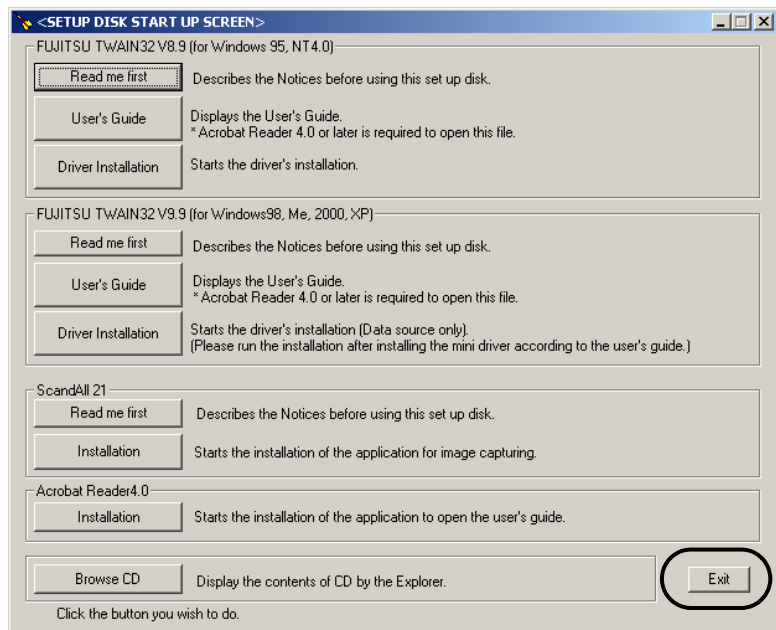 <SETUP DISK START UP SCREEN>
FUJITSU TWAIN32 V8.9 (for Windows 95, NT4.0)
Read me first
Describes the Notices before using this set up disk.
User's Guide
Displays the User's Guide.
* Acrobat Reader 4.0 or later is required to open this file.
Driver Installation
Starts the driver's installation.
FUJITSU TWAIN32 V9.9 (for Windows98, Me, 2000, XP)
Read me first
Describes the Notices before using this set up disk.
User's Guide
Displays the User's Guide.
* Acrobat Reader 4.0 or later is required to open this file.
Driver Installation
Starts the driver's installation (Data source only).
(Please run the installation after installing the mini driver according to the user's guide.)
ScandAll 21
Read me first
Describes the Notices before using this set up disk.
Installation
Starts the installation of the application for image capturing.
Acrobat Reader4.0
Installation
Starts the installation of the application to open the user's guide.
Browse CD
Display the contents of CD by the Explorer.
Exit
Click the button you wish to do.